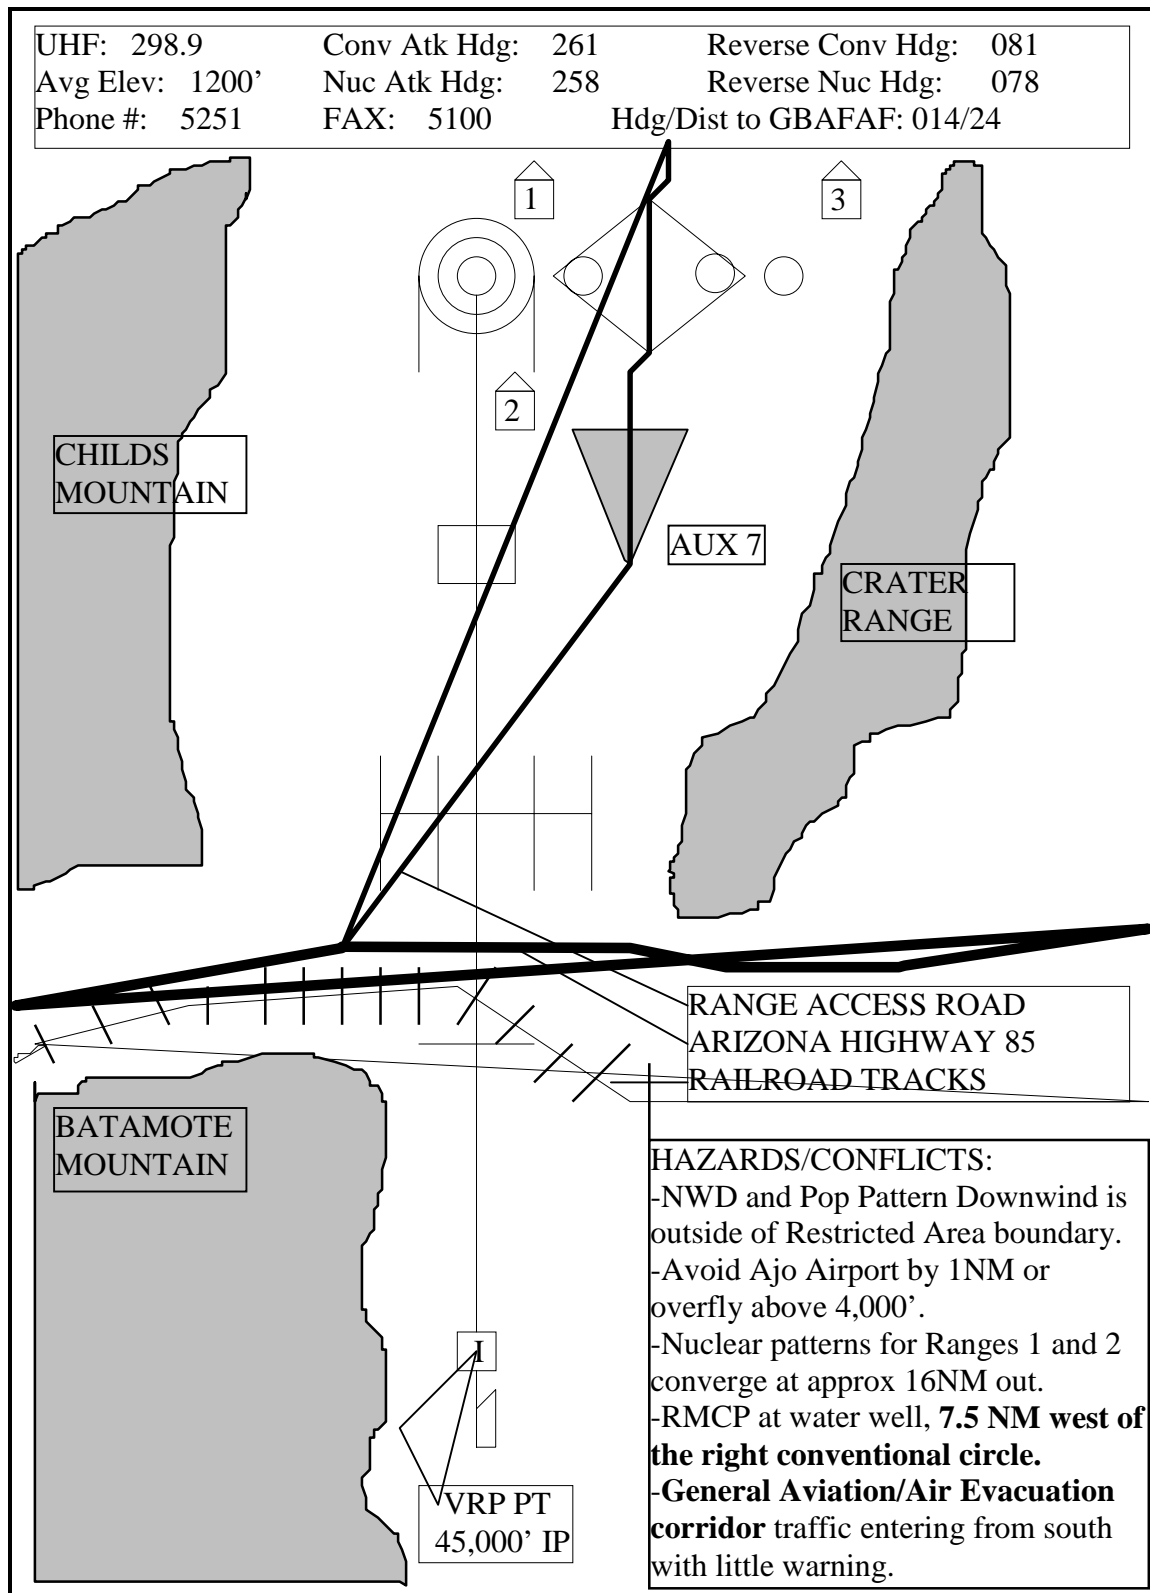 UHF: 298.9 Conv Atk Hdg: 261 Reverse Conv Hdg: 081
Avg Elev: 1200' Nuc Atk Hdg: 258 Reverse Nuc Hdg: 078
Phone #: 5251 FAX: 5100 Hdg/Dist to GBAFAF: 014/24
1
3
2
CHILDS
MOUNTAIN
AUX 7
CRATER
RANGE
RANGE ACCESS ROAD
ARIZONA HIGHWAY 85
RAILROAD TRACKS
BATAMOTE
MOUNTAIN
HAZARDS/CONFLICTS:
-NWD and Pop Pattern Downwind is
outside of Restricted Area boundary.
-Avoid Ajo Airport by 1NM or
overfly above 4,000'.
-Nuclear patterns for Ranges 1 and 2
converge at approx 16NM out.
-RMCP at water well, 7.5 NM west of
the right conventional circle.
-General Aviation/Air Evacuation
corridor traffic entering from south
with little warning.
I
VRP PT
45,000' IP